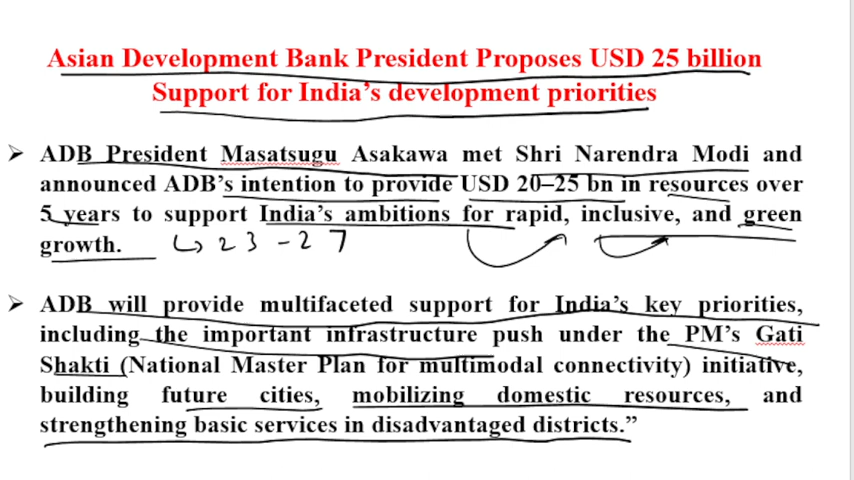 Asian Development Bank President Proposes USD 25 billion
Support for India's development priorities
➢ ADB President Masatsugu Asakawa met Shri Narendra Modi and
announced ADB's intention to provide USD 20–25 bn in resources over
5 years to support India's ambitions for rapid, inclusive, and green
growth. ↳ 23 - 27
➢ ADB will provide multifaceted support for India's key priorities,
including the important infrastructure push under the PM's Gati
Shakti (National Master Plan for multimodal connectivity) initiative,
building future cities, mobilizing domestic resources, and
strengthening basic services in disadvantaged districts.”